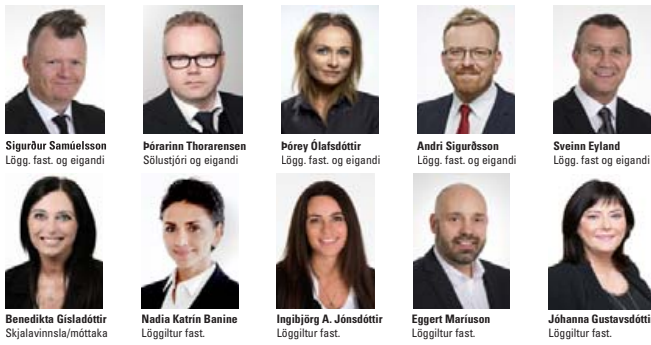 Sigurður Samúelsson
Lögg. fast. og eigandi
Þórarinn Thorarensen
Sölustjóri og eigandi
Þórey Ólafsdóttir
Lögg. fast. og eigandi
Andri Sigurðsson
Lögg. fast. og eigandi
Sveinn Eyland
Lögg. fast og eigandi
Benedikta Gísladóttir
Skjalavinnsla/móttaka
Nadia Katrín Banine
Löggiltur fast.
Ingibjörg A. Jónsdóttir
Löggiltur fast.
Eggert Maríuson
Löggiltur fast.
Jóhanna Gustavsdótti
Löggiltur fast.